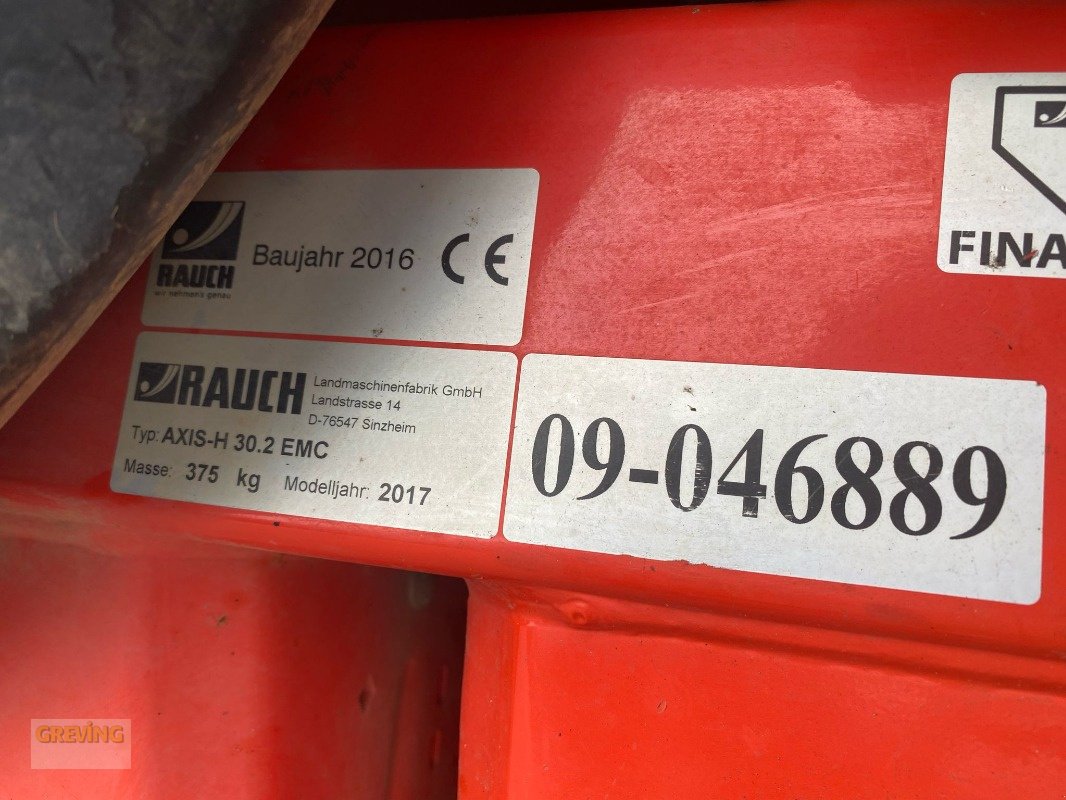 RAUCH
wir nehmen's genau
Baujahr 2016
CE
RAUCH
Landmaschinenfabrik GmbH
Landstrasse 14
D-76547 Sinzheim
Typ: AXIS-H 30.2 EMC
Masse: 375 kg Modelljahr: 2017
09-046889
FINA
GREVING